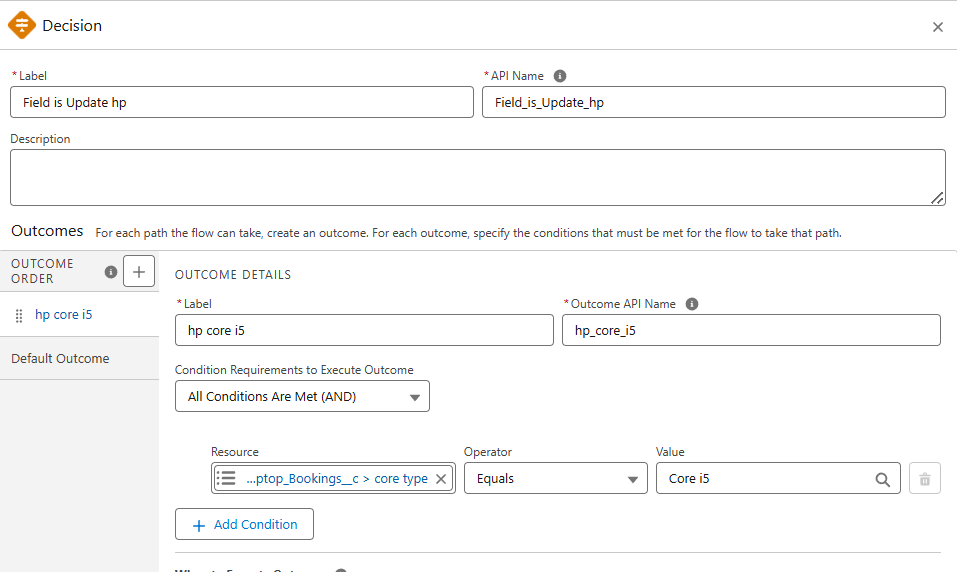 Decision
* Label
* API Name
Field is Update hp
Field_is_Update_hp
Description
Outcomes For each path the flow can take, create an outcome. For each outcome, specify the conditions that must be met for the flow to take that path.
OUTCOME ORDER
OUTCOME DETAILS
* Label
* Outcome API Name
hp core i5
hp core i5
hp_core_i5
Default Outcome
Condition Requirements to Execute Outcome
All Conditions Are Met (AND)
Resource
Operator
Value
...ptop_Bookings__c > core type
Equals
Core i5
+ Add Condition